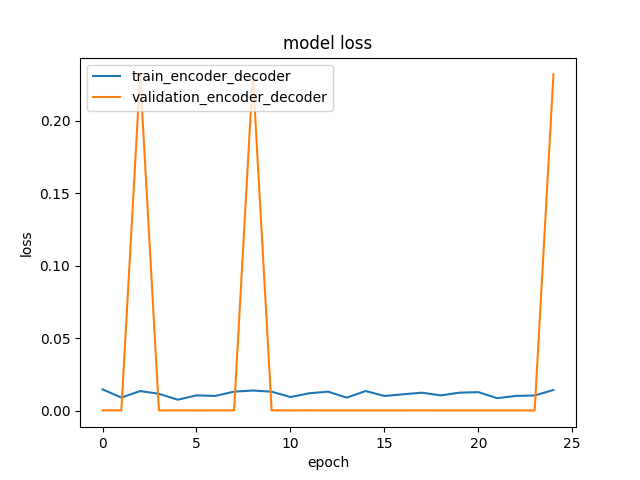 model loss
train_encoder_decoder
validation_encoder_decoder
0.20
0.15
0.10
0.05
0.00
loss
0
5
10
15
20
25
epoch